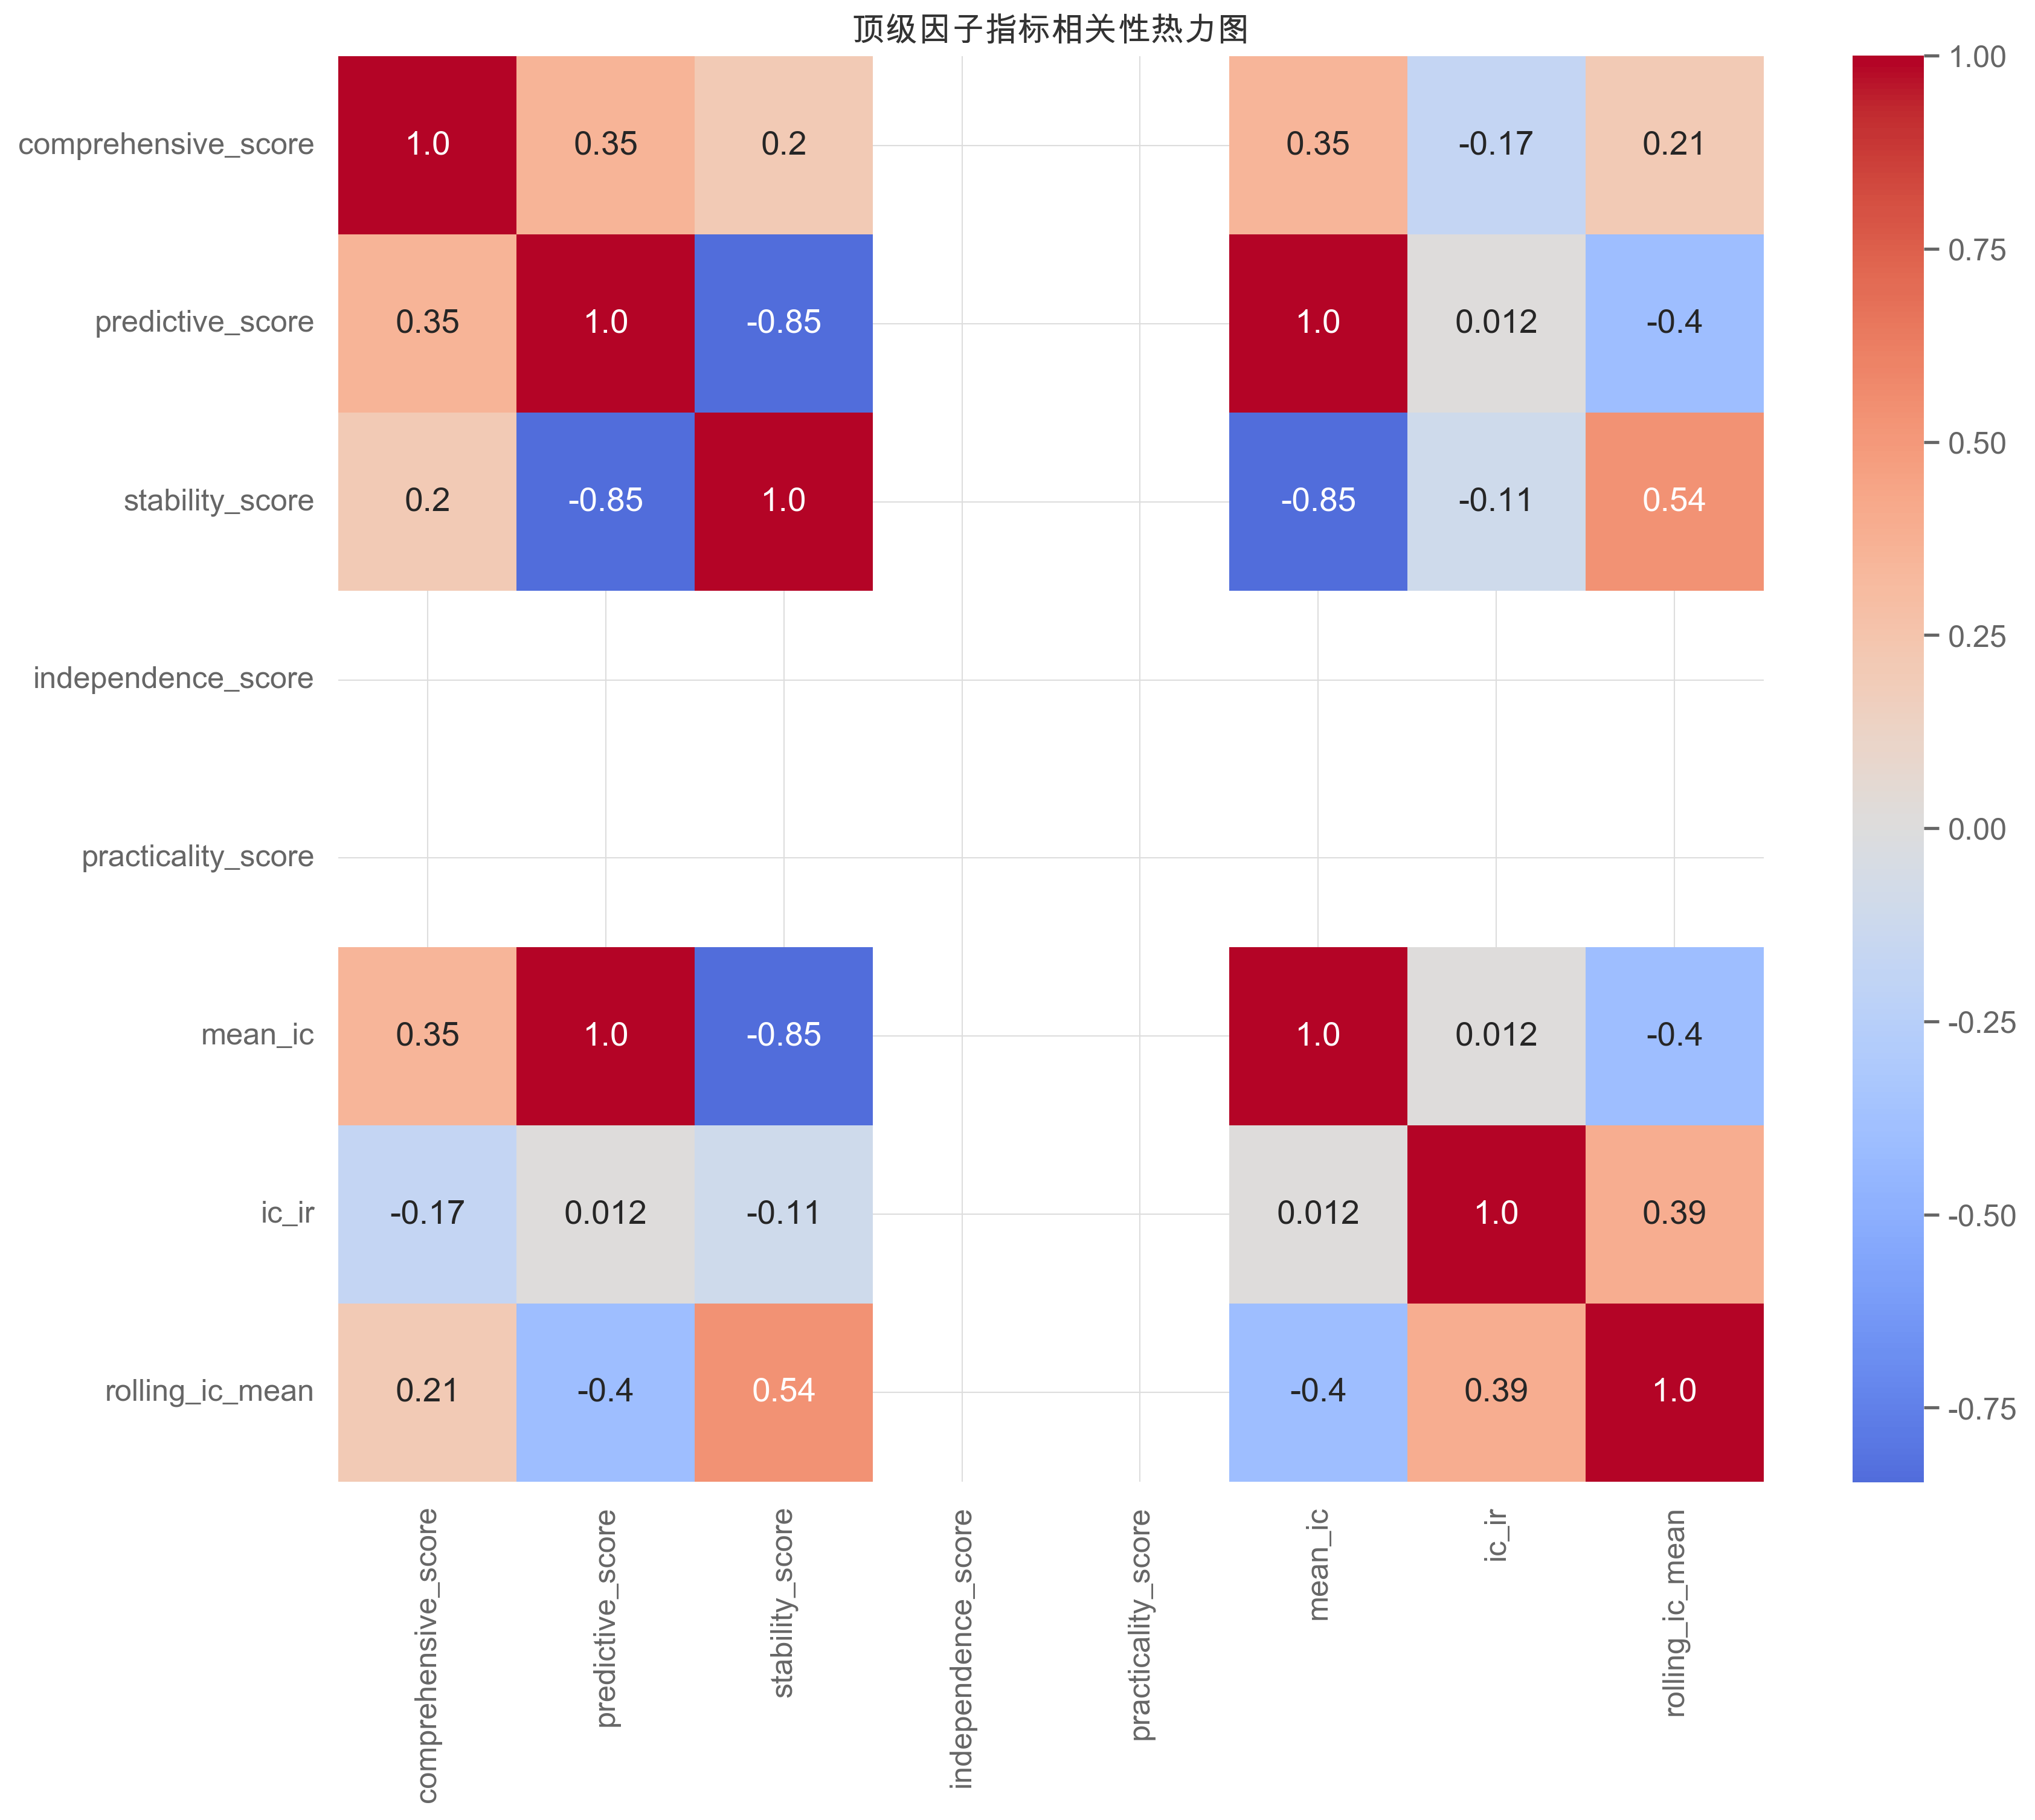 顶级因子指标相关性热力图
comprehensive_score 1.0 0.35 0.2 0.35 -0.17 0.21
predictive_score 0.35 1.0 -0.85 1.0 0.012 -0.4
stability_score 0.2 -0.85 1.0 -0.85 -0.11 0.54
independence_score
practicality_score
mean_ic 0.35 1.0 -0.85 1.0 0.012 -0.4
ic_ir -0.17 0.012 -0.11 0.012 1.0 0.39
rolling_ic_mean 0.21 -0.4 0.54 -0.4 0.39 1.0
comprehensive_score
predictive_score
stability_score
independence_score
practicality_score
mean_ic
ic_ir
rolling_ic_mean
1.00
0.75
0.50
0.25
0.00
-0.25
-0.50
-0.75